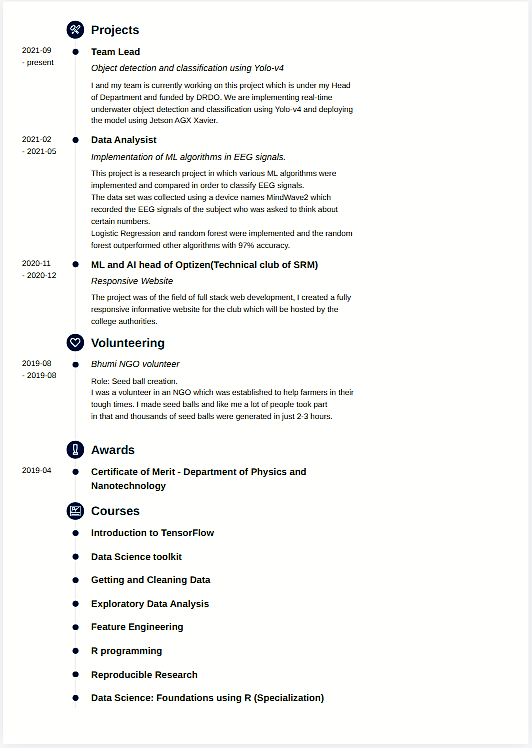 Projects
2021-09
- present
Team Lead
Object detection and classification using Yolo-v4
I and my team is currently working on this project which is under my Head
of Department and funded by DRDO. We are implementing real-time
underwater object detection and classification using Yolo-v4 and deploying
the model using Jetson AGX Xavier.
2021-02
- 2021-05
Data Analysist
Implementation of ML algorithms in EEG signals.
This project is a research project in which various ML algorithms were
implemented and compared in order to classify EEG signals.
The data set was collected using a device names MindWave2 which
recorded the EEG signals of the subject who was asked to think about
certain numbers.
Logistic Regression and random forest were implemented and the random
forest outperformed other algorithms with 97% accuracy.
2020-11
- 2020-12
ML and AI head of Optizen(Technical club of SRM)
Responsive Website
The project was of the field of full stack web development, I created a fully
responsive informative website for the club which will be hosted by the
college authorities.
Volunteering
2019-08
- 2019-08
Bhumi NGO volunteer
Role: Seed ball creation.
I was a volunteer in an NGO which was established to help farmers in their
tough times. I made seed balls and like me a lot of people took part
in that and thousands of seed balls were generated in just 2-3 hours.
Awards
2019-04
Certificate of Merit - Department of Physics and
Nanotechnology
Courses
Introduction to TensorFlow
Data Science toolkit
Getting and Cleaning Data
Exploratory Data Analysis
Feature Engineering
R programming
Reproducible Research
Data Science: Foundations using R (Specialization)